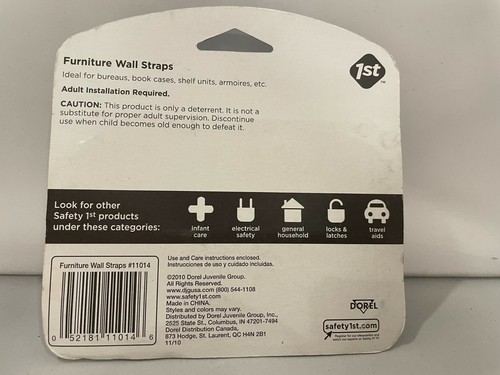 Furniture Wall Straps
Ideal for bureaus, book cases, shelf units, armoires, etc.
Adult Installation Required.
CAUTION: This product is only a deterrent. It is not a
substitute for proper adult supervision. Discontinue
use when child becomes old enough to defeat it.
1st
TM
Look for other
Safety 1st products
under these categories:
infant
care
electrical
safety
general
household
locks &
latches
travel
aids
Furniture Wall Straps #11014
0 52181 11014 6
Use and Care instructions enclosed.
Instrucciones de uso y cuidado incluidas.
©2010 Dorel Juvenile Group.
All Rights Reserved.
www.djgusa.com (800) 544-1108
www.safety1st.com
Made in CHINA.
Styles and colors may vary.
Distributed by Dorel Juvenile Group, Inc.,
2525 State St., Columbus, IN 47201-7494
Dorel Distribution Canada,
873 Hodge, St. Laurent, QC H4N 2B1
11/10
DOREL
safety1st.com